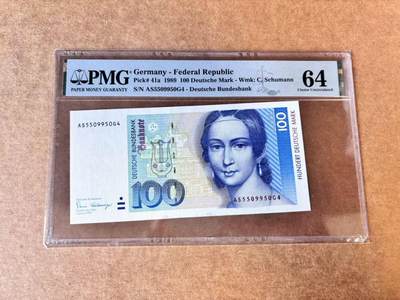 PMG
PAPER MONEY GUARANTY
Germany - Federal Republic
Pick# 41a 1989 100 Deutsche Mark - Wmk: C. Schumann
S/N AS5509950G4 - Deutsche Bundesbank
64
Choice Uncirculated
AS5509950G4
DEUTSCHE BUNDESBANK
Banknote
100
100
HUNDERT DEUTSCHE MARK
AS5509950G4